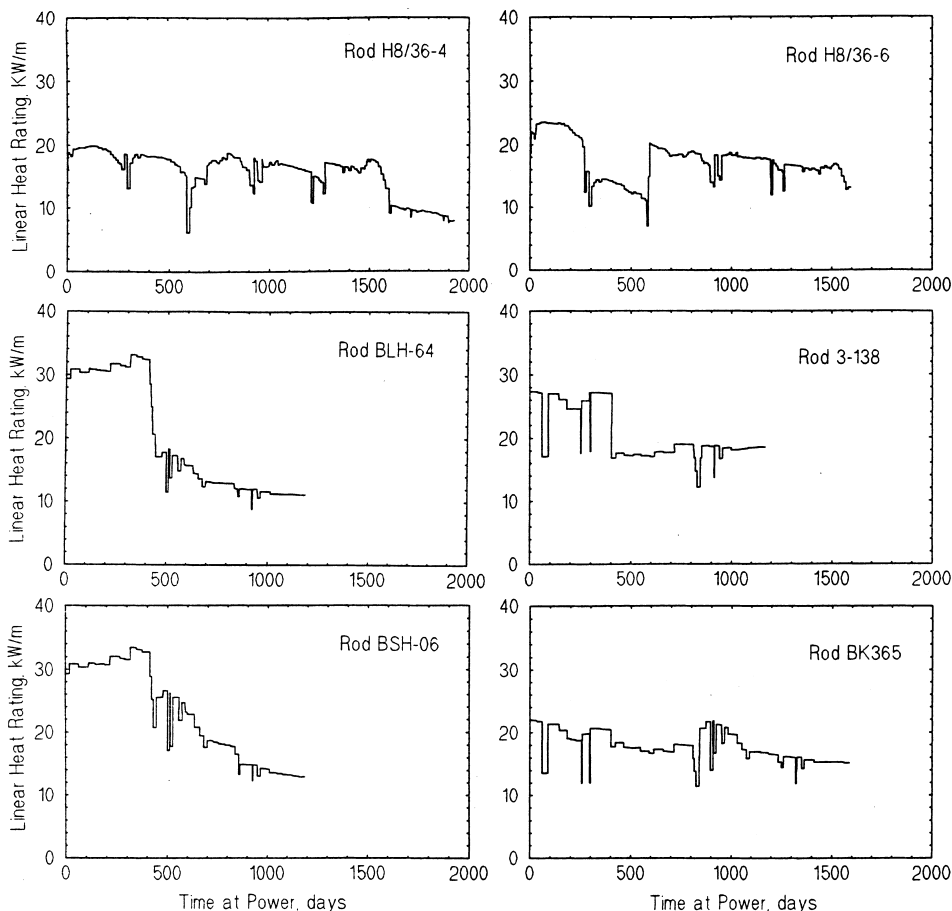 40
30
20
10
0
Linear Heat Rating, KW/m
Rod H8/36-4
0 500 1000 1500 2000
40
30
20
10
0
Rod H8/36-6
0 500 1000 1500 2000
40
30
20
10
0
Linear Heat Rating, kW/m
Rod BLH-64
0 500 1000 1500 2000
40
30
20
10
0
Rod 3-138
0 500 1000 1500 2000
40
30
20
10
0
Linear Heat Rating, kW/m
Rod BSH-06
0 500 1000 1500 2000
Time at Power, days
40
30
20
10
0
Rod BK365
0 500 1000 1500 2000
Time at Power, days